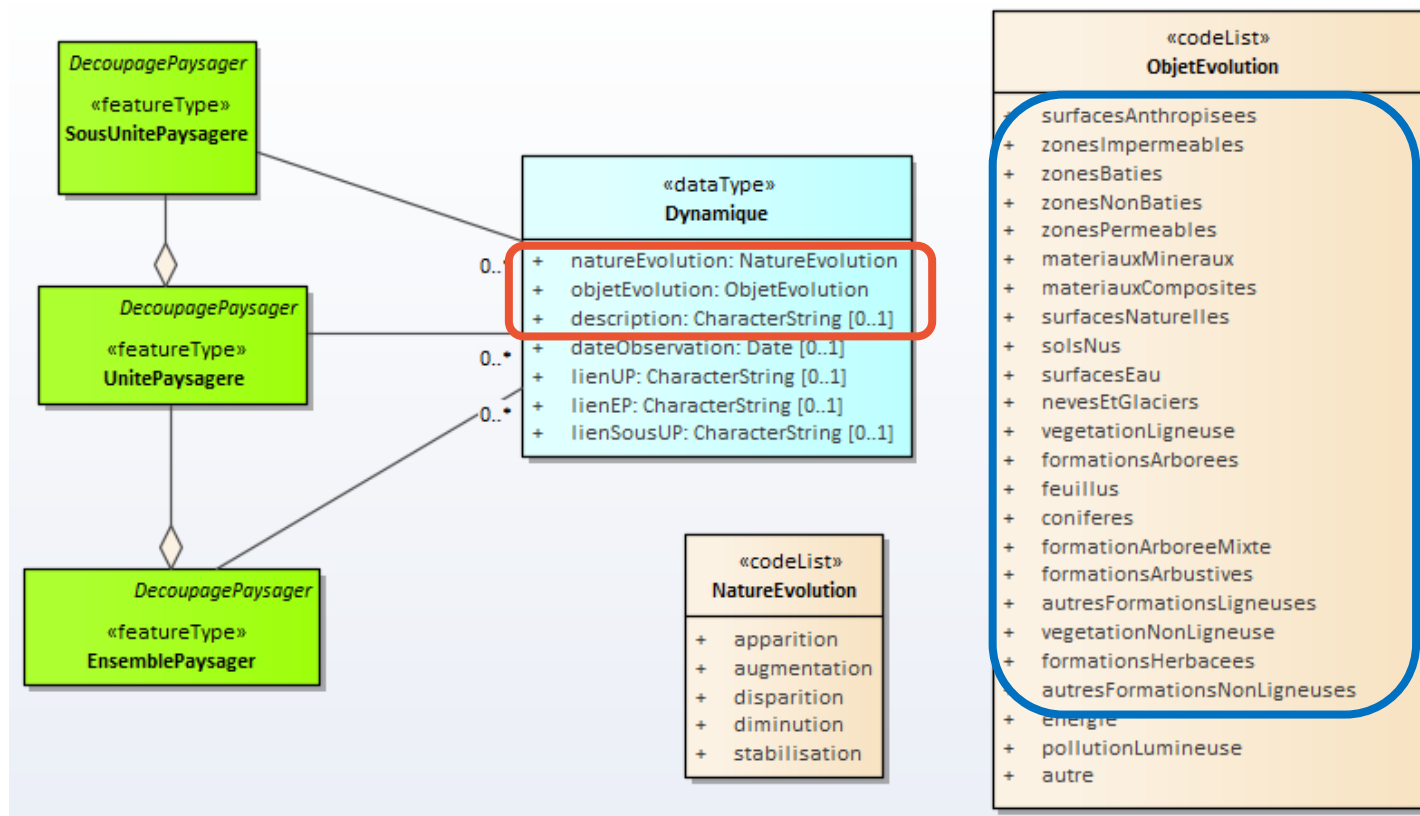 DecoupagePaysager
«featureType»
SousUnitePaysagere
DecoupagePaysager
«featureType»
UnitePaysagere
DecoupagePaysager
«featureType»
EnsemblePaysager
0..*
0..*
0..*
«dataType»
Dynamique
+ natureEvolution: NatureEvolution
+ objetEvolution: ObjetEvolution
+ description: CharacterString [0..1]
+ dateObservation: Date [0..1]
+ lienUP: CharacterString [0..1]
+ lienEP: CharacterString [0..1]
+ lienSousUP: CharacterString [0..1]
«codeList»
NatureEvolution
+ apparition
+ augmentation
+ disparition
+ diminution
+ stabilisation
«codeList»
ObjetEvolution
+ surfacesAnthropisees
+ zonesImpermeables
+ zonesBaties
+ zonesNonBaties
+ zonesPermeables
+ materiauxMineraux
+ materiauxComposites
+ surfacesNaturelles
+ solsNus
+ surfacesEau
+ nevesEtGlaciers
+ vegetationLigneuse
+ formationsArborees
+ feuillus
+ coniferes
+ formationArboreeMixte
+ formationsArbustives
+ autresFormationsLigneuses
+ vegetationNonLigneuse
+ formationsHerbacees
+ autresFormationsNonLigneuses
+ energie
+ pollutionLumineuse
+ autre